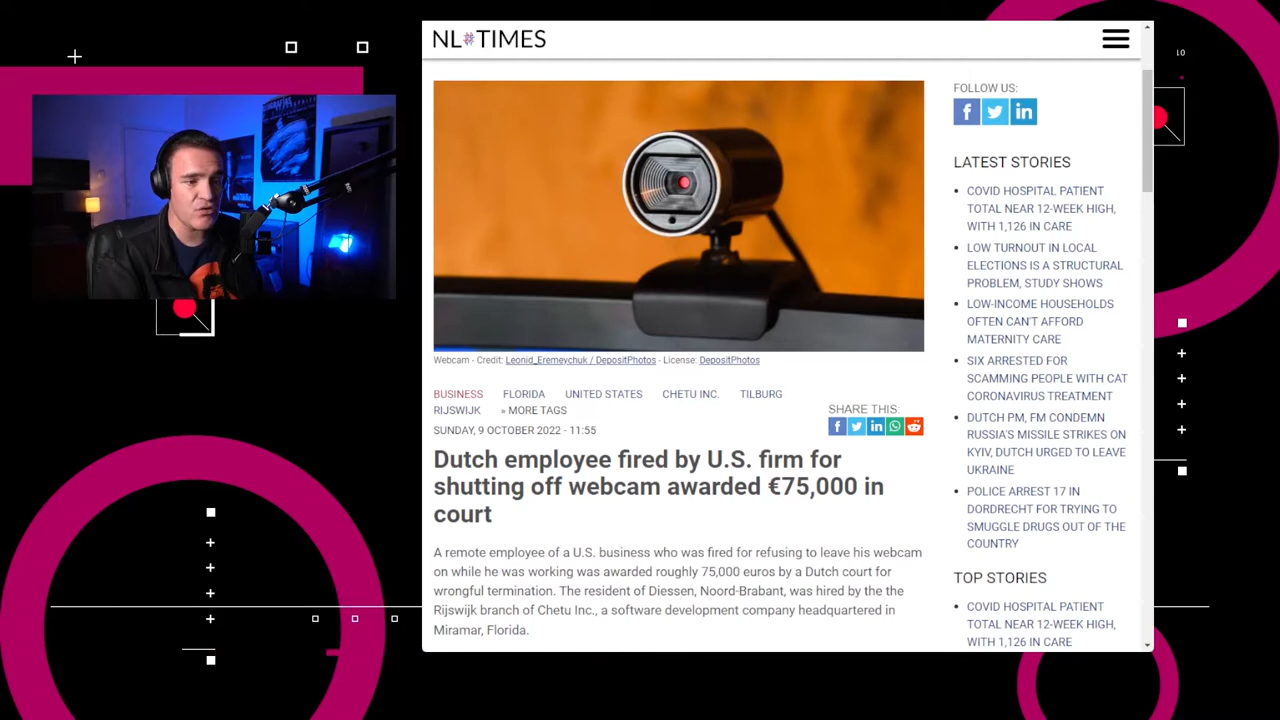 NL#TIMES
Webcam - Credit: Leonid_Eremeychuk / DepositPhotos - License: DepositPhotos
BUSINESS FLORIDA UNITED STATES CHETU INC. TILBURG
RIJSWIJK » MORE TAGS
SUNDAY, 9 OCTOBER 2022 - 11:55
SHARE THIS:
Dutch employee fired by U.S. firm for
shutting off webcam awarded €75,000 in
court
A remote employee of a U.S. business who was fired for refusing to leave his webcam
on while he was working was awarded roughly 75,000 euros by a Dutch court for
wrongful termination. The resident of Diessen, Noord-Brabant, was hired by the the
Rijswijk branch of Chetu Inc., a software development company headquartered in
Miramar, Florida.
FOLLOW US:
LATEST STORIES
COVID HOSPITAL PATIENT
TOTAL NEAR 12-WEEK HIGH,
WITH 1,126 IN CARE
LOW TURNOUT IN LOCAL
ELECTIONS IS A STRUCTURAL
PROBLEM, STUDY SHOWS
LOW-INCOME HOUSEHOLDS
OFTEN CAN'T AFFORD
MATERNITY CARE
SIX ARRESTED FOR
SCAMMING PEOPLE WITH CAT
CORONAVIRUS TREATMENT
DUTCH PM, FM CONDEMN
RUSSIA'S MISSILE STRIKES ON
KYIV, DUTCH URGED TO LEAVE
UKRAINE
POLICE ARREST 17 IN
DORDRECHT FOR TRYING TO
SMUGGLE DRUGS OUT OF THE
COUNTRY
TOP STORIES
COVID HOSPITAL PATIENT
TOTAL NEAR 12-WEEK HIGH,
WITH 1,126 IN CARE